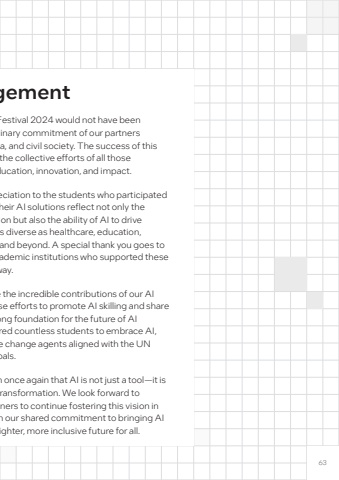 gement
Festival 2024 would not have been
inary commitment of our partners
a, and civil society. The success of this
the collective efforts of all those
ucation, innovation, and impact.
eciation to the students who participated
heir AI solutions reflect not only the
on but also the ability of AI to drive
s diverse as healthcare, education,
and beyond. A special thank you goes to
ademic institutions who supported these
way.
e the incredible contributions of our AI
se efforts to promote AI skilling and share
ong foundation for the future of AI
red countless students to embrace AI,
e change agents aligned with the UN
oals.
n once again that AI is not just a tool—it is
transformation. We look forward to
ners to continue fostering this vision in
n our shared commitment to bringing AI
ighter, more inclusive future for all.
63